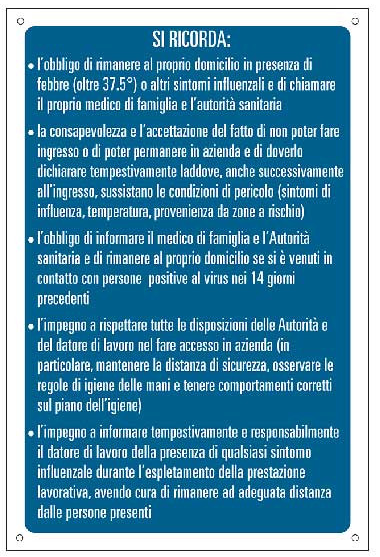 SI RICORDA:
• l'obbligo di rimanere al proprio domicilio in presenza di
febbre (oltre 37.5°) o altri sintomi influenzali e di chiamare
il proprio medico di famiglia e l'autorità sanitaria
• la consapevolezza e l'accettazione del fatto di non poter fare
ingresso o di poter permanere in azienda e di doverlo
dichiarare tempestivamente laddove, anche successivamente
all'ingresso, sussistano le condizioni di pericolo (sintomi di
influenza, temperatura, provenienza da zone a rischio)
• l'obbligo di informare il medico di famiglia e l'Autorità
sanitaria e di rimanere al proprio domicilio se si è venuti in
contatto con persone positive al virus nei 14 giorni
precedenti
• l'impegno a rispettare tutte le disposizioni delle Autorità e
del datore di lavoro nel fare accesso in azienda (in
particolare, mantenere la distanza di sicurezza, osservare le
regole di igiene delle mani e tenere comportamenti corretti
sul piano dell'igiene)
• l'impegno a informare tempestivamente e responsabilmente
il datore di lavoro della presenza di qualsiasi sintomo
influenzale durante l'espletamento della prestazione
lavorativa, avendo cura di rimanere ad adeguata distanza
dalle persone presenti